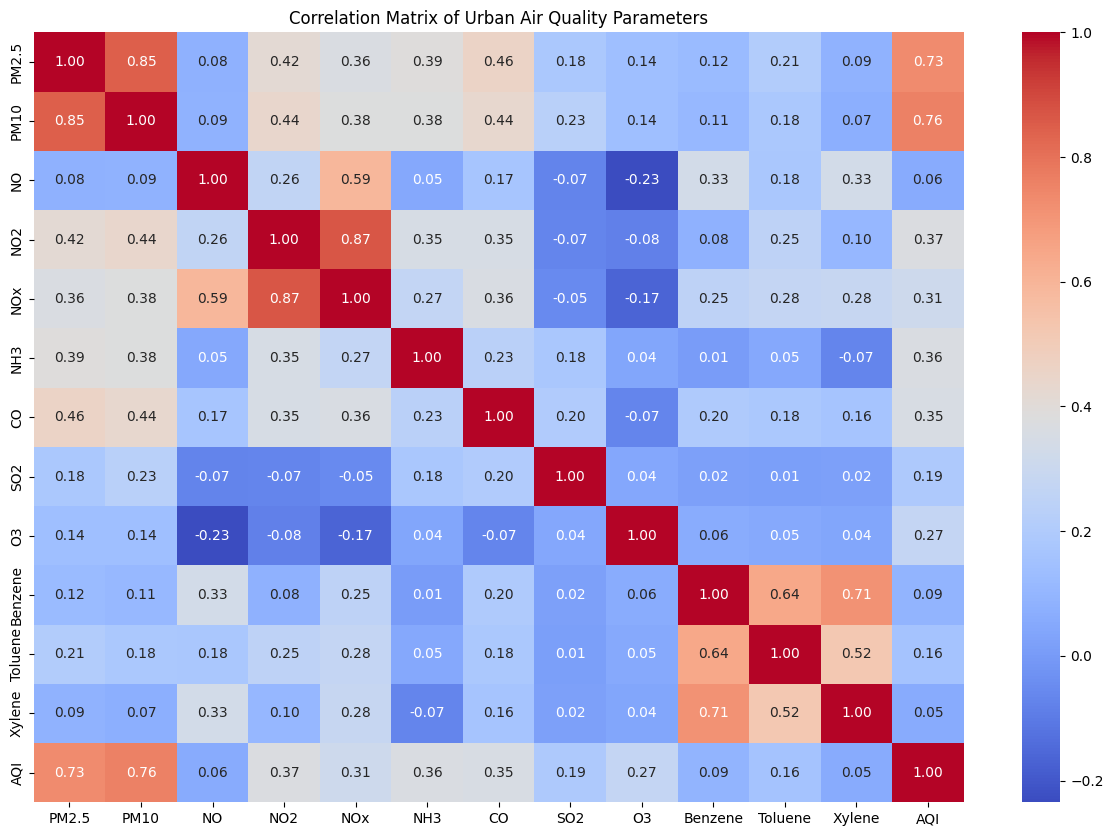 Correlation Matrix of Urban Air Quality Parameters
PM2.5 1.00 0.85 0.08 0.42 0.36 0.39 0.46 0.18 0.14 0.12 0.21 0.09 0.73
PM10 0.85 1.00 0.09 0.44 0.38 0.38 0.44 0.23 0.14 0.11 0.18 0.07 0.76
NO 0.08 0.09 1.00 0.26 0.59 0.05 0.17 -0.07 -0.23 0.33 0.18 0.33 0.06
NO2 0.42 0.44 0.26 1.00 0.87 0.35 0.35 -0.07 -0.08 0.08 0.25 0.10 0.37
NOx 0.36 0.38 0.59 0.87 1.00 0.27 0.36 -0.05 -0.17 0.25 0.28 0.28 0.31
NH3 0.39 0.38 0.05 0.35 0.27 1.00 0.23 0.18 0.04 0.01 0.05 -0.07 0.36
CO 0.46 0.44 0.17 0.35 0.36 0.23 1.00 0.20 -0.07 0.20 0.18 0.16 0.35
SO2 0.18 0.23 -0.07 -0.07 -0.05 0.18 0.20 1.00 0.04 0.02 0.01 0.02 0.19
O3 0.14 0.14 -0.23 -0.08 -0.17 0.04 -0.07 0.04 1.00 0.06 0.05 0.04 0.27
Benzene 0.12 0.11 0.33 0.08 0.25 0.01 0.20 0.02 0.06 1.00 0.64 0.71 0.09
Toluene 0.21 0.18 0.18 0.25 0.28 0.05 0.18 0.01 0.05 0.64 1.00 0.52 0.16
Xylene 0.09 0.07 0.33 0.10 0.28 -0.07 0.16 0.02 0.04 0.71 0.52 1.00 0.05
AQI 0.73 0.76 0.06 0.37 0.31 0.36 0.35 0.19 0.27 0.09 0.16 0.05 1.00
PM2.5 PM10 NO NO2 NOx NH3 CO SO2 O3 Benzene Toluene Xylene AQI
1.0
0.8
0.6
0.4
0.2
0.0
−0.2